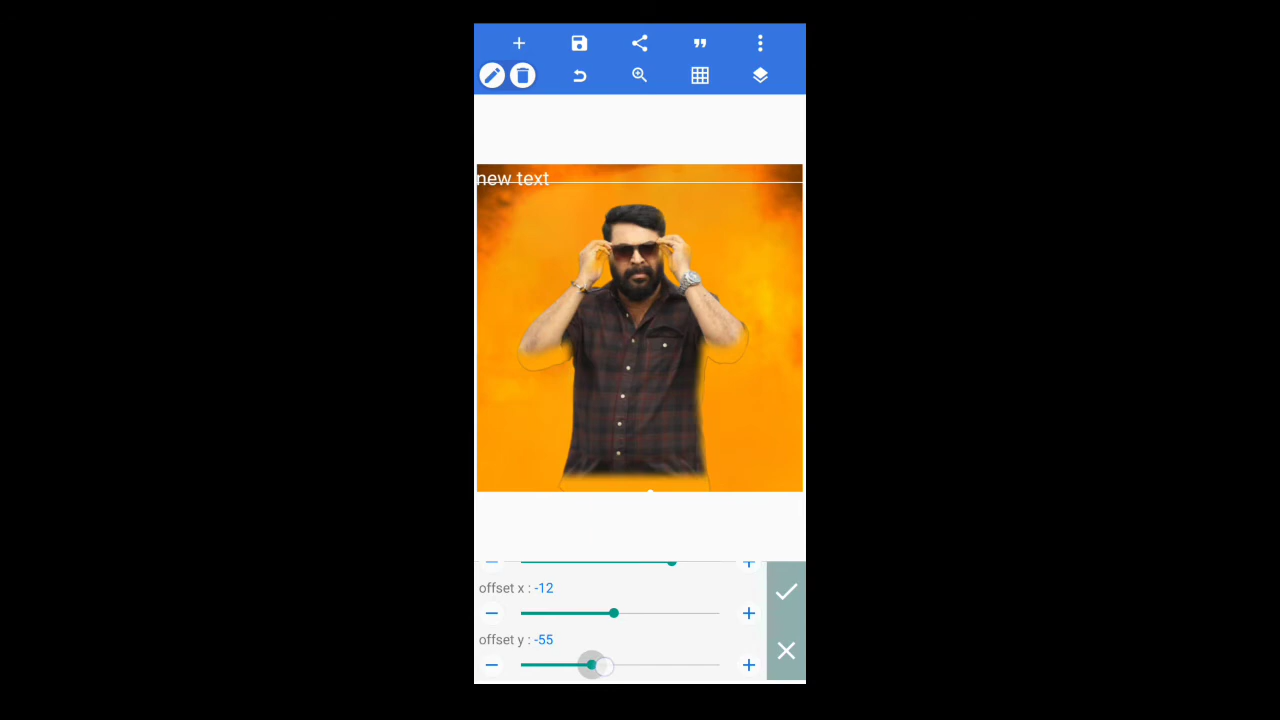 new text
offset x : -12
offset y : -55